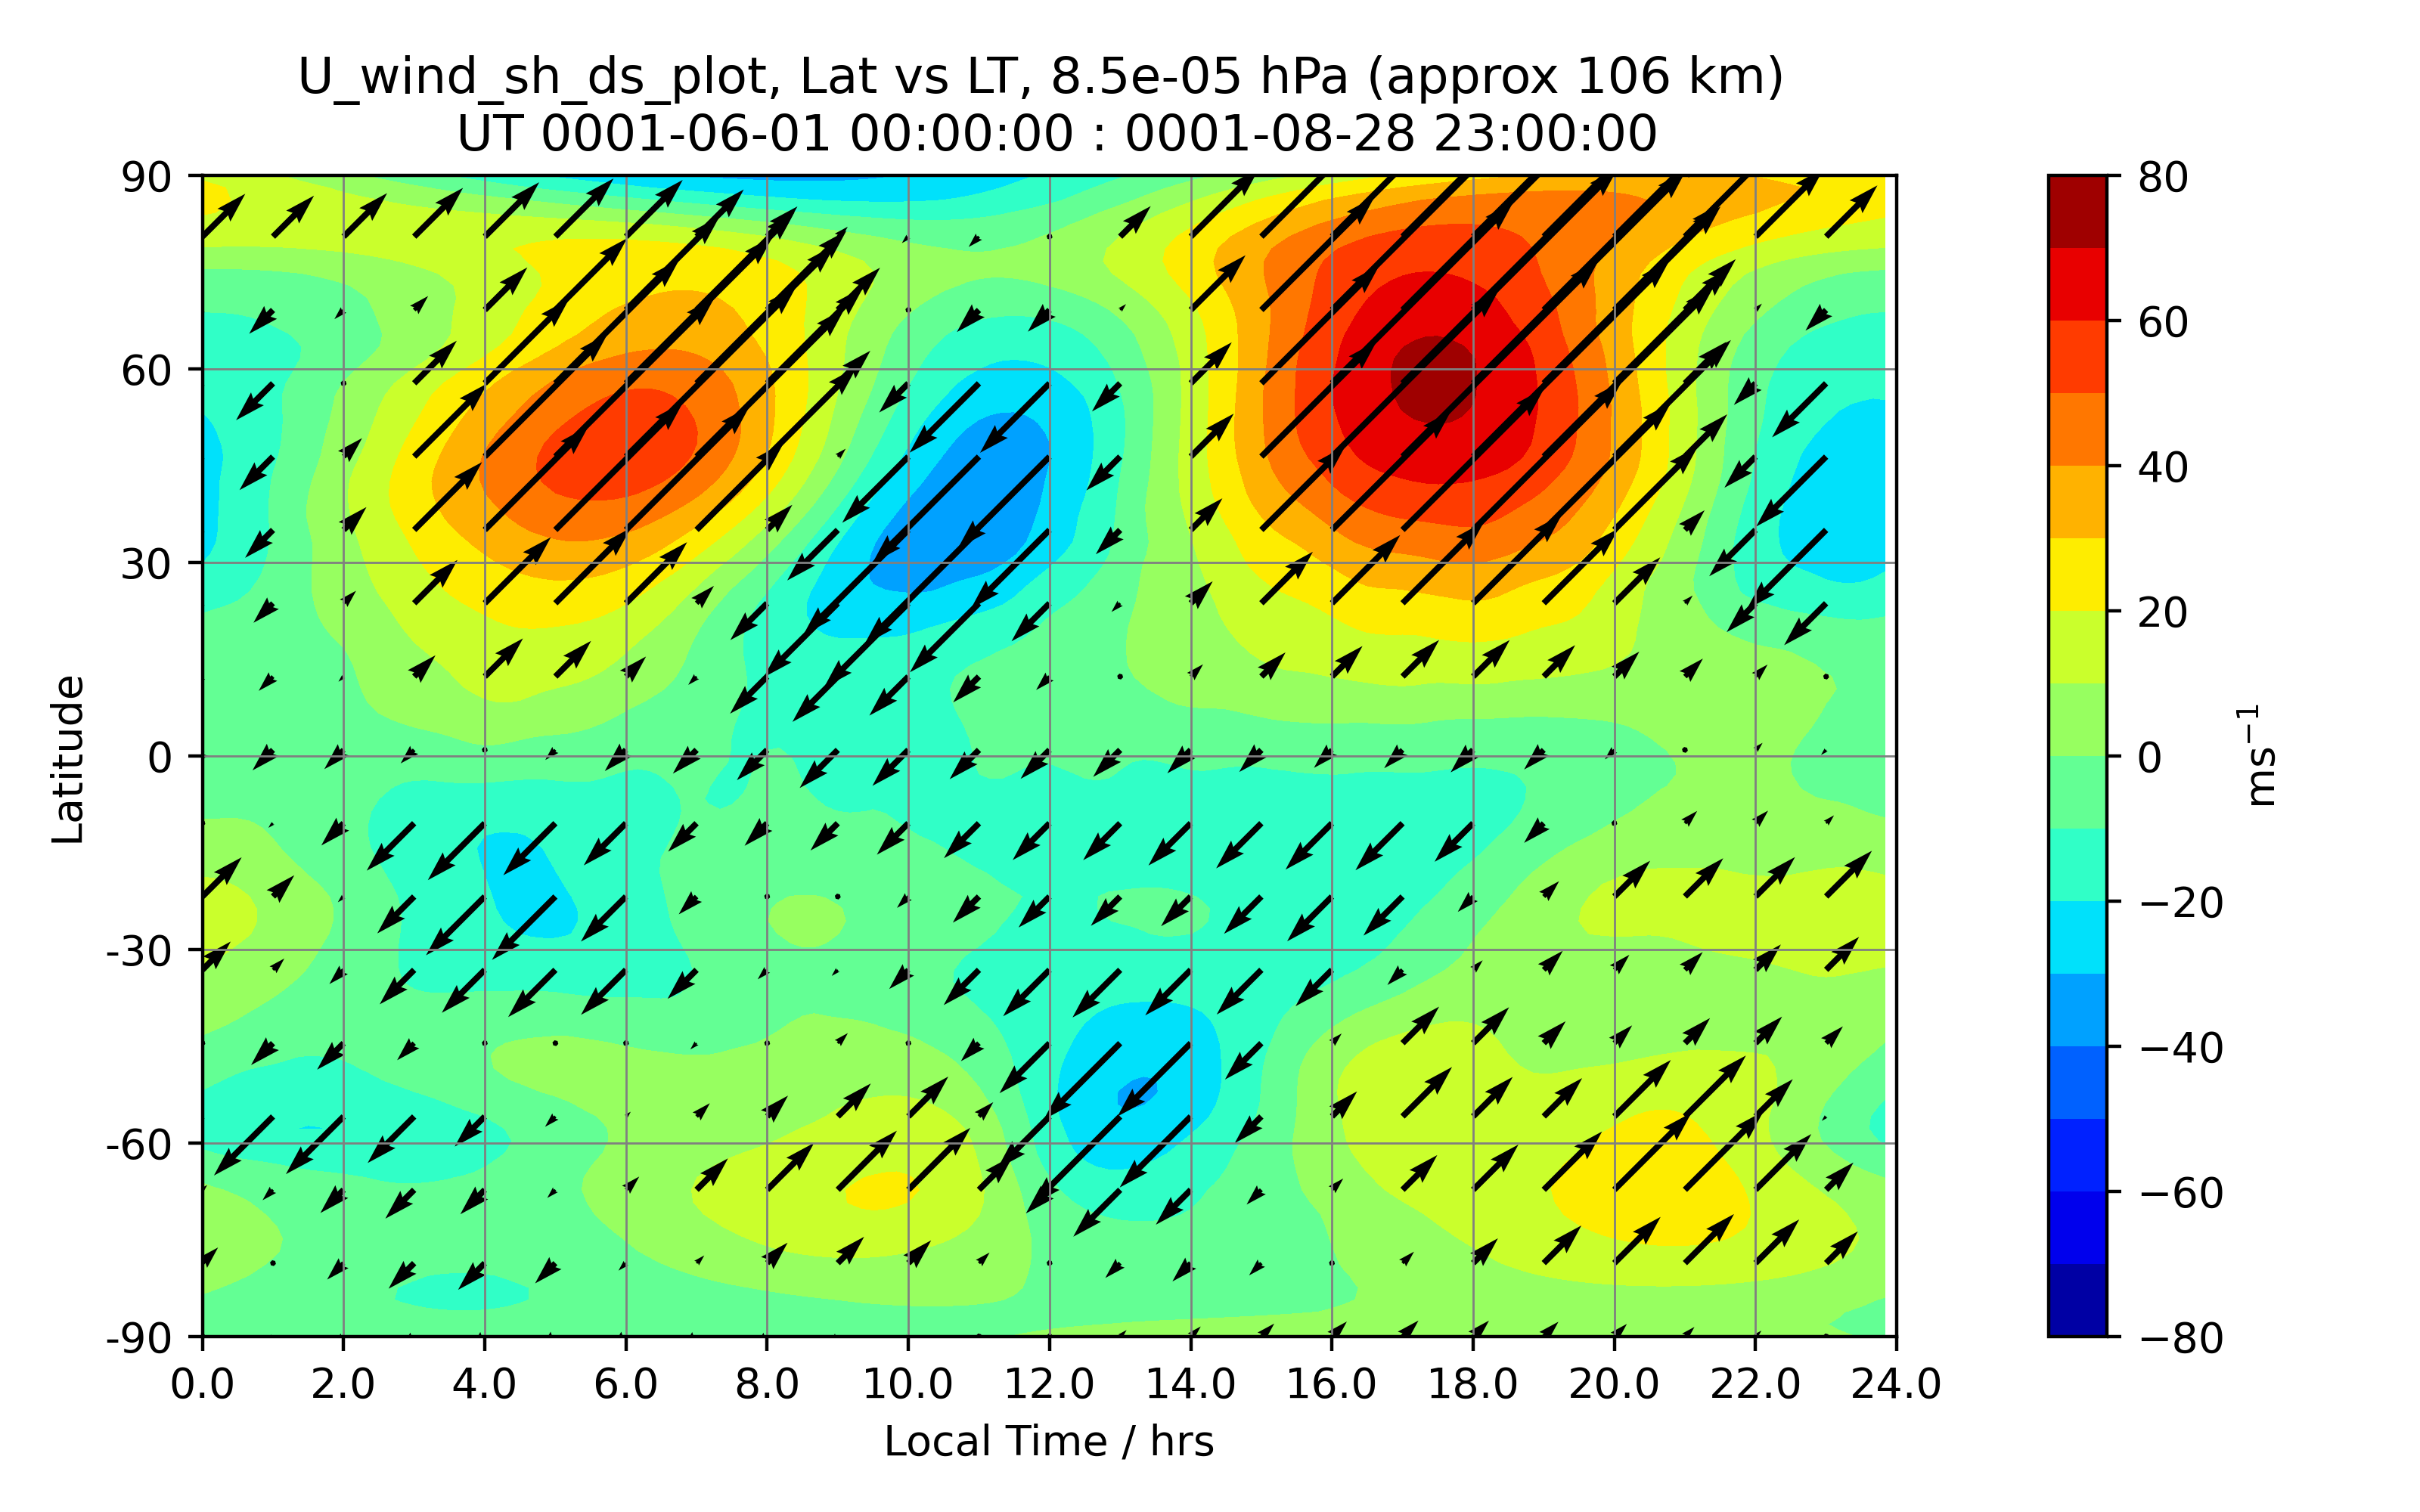 U_wind_sh_ds_plot, Lat vs LT, 8.5e-05 hPa (approx 106 km)
UT 0001-06-01 00:00:00 : 0001-08-28 23:00:00
90
60
30
0
-30
-60
-90
Latitude
0.0 2.0 4.0 6.0 8.0 10.0 12.0 14.0 16.0 18.0 20.0 22.0 24.0
Local Time / hrs
80
60
40
20
0
−20
−40
−60
−80
ms⁻¹